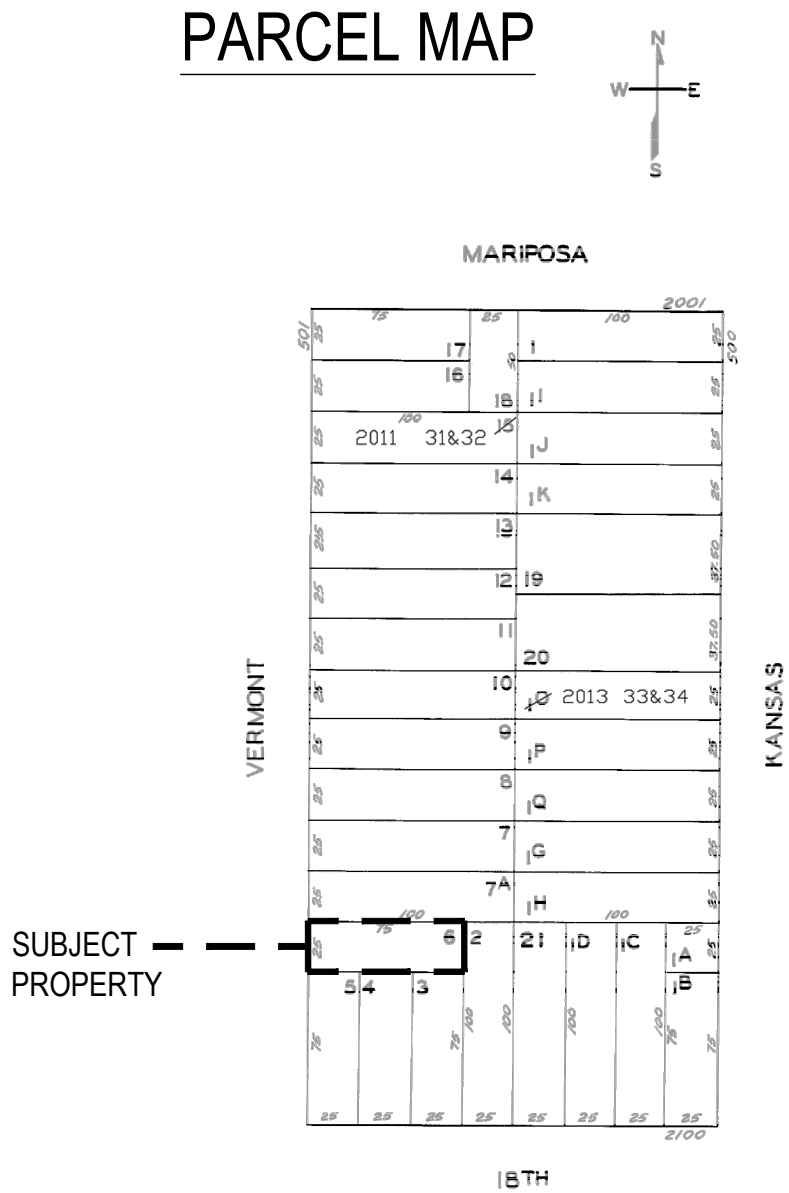 PARCEL MAP
N
W E
S
MARIPOSA
2001
501
75 25 100
500
25 17 50 1 25
25 16 18 1I 25
100
25 2011 31&32 15 1J 25
25 14 1K 25
25 13 19 37.50
25 12
25 11 20 37.50
25 10 1O 2013 33&34 25
25 9 1P 25
25 8 1Q 25
25 7 1G 25
25 7A 1H 25
VERMONT
KANSAS
100 100
75 25
SUBJECT
PROPERTY
25 6 2 21 1D 1C 1A 25
5 4 3 1B
75 75 100 100 100 100 75 75
25 25 25 25 25 25 25 25
2100
18TH